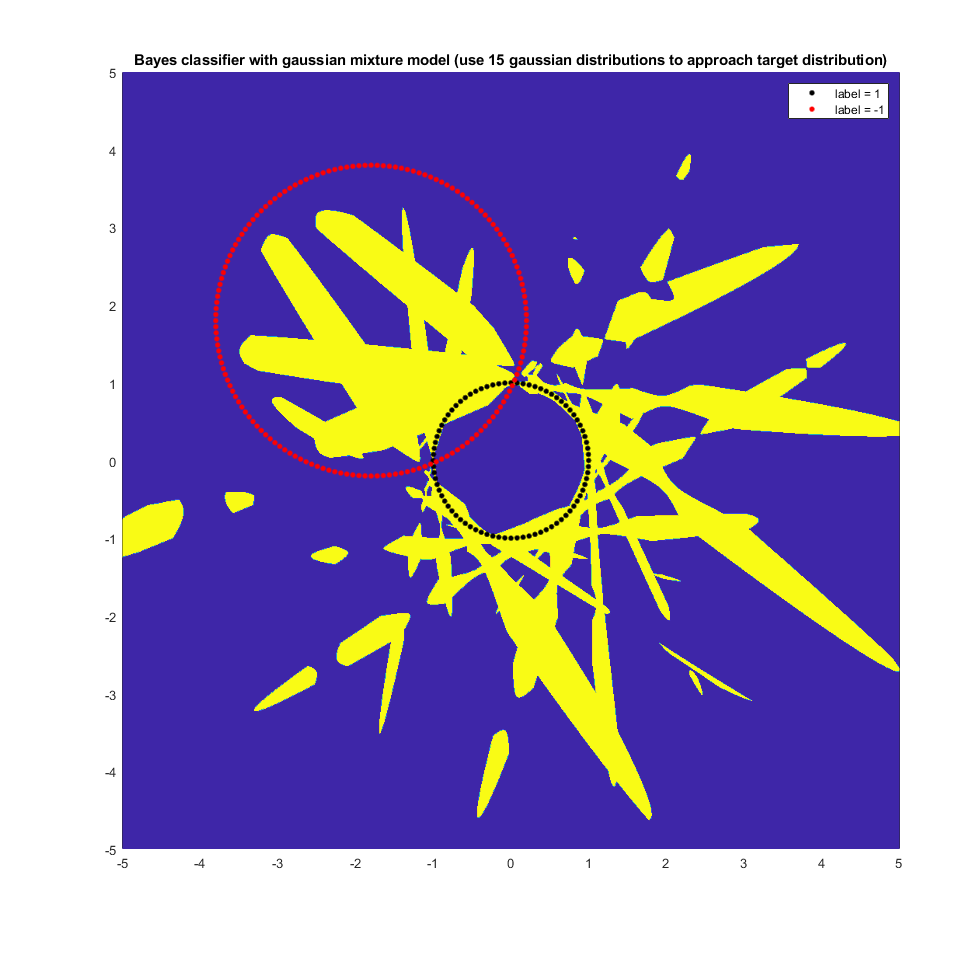 Bayes classifier with gaussian mixture model (use 15 gaussian distributions to approach target distribution)
label = 1
label = -1
5
4
3
2
1
0
-1
-2
-3
-4
-5
-5 -4 -3 -2 -1 0 1 2 3 4 5